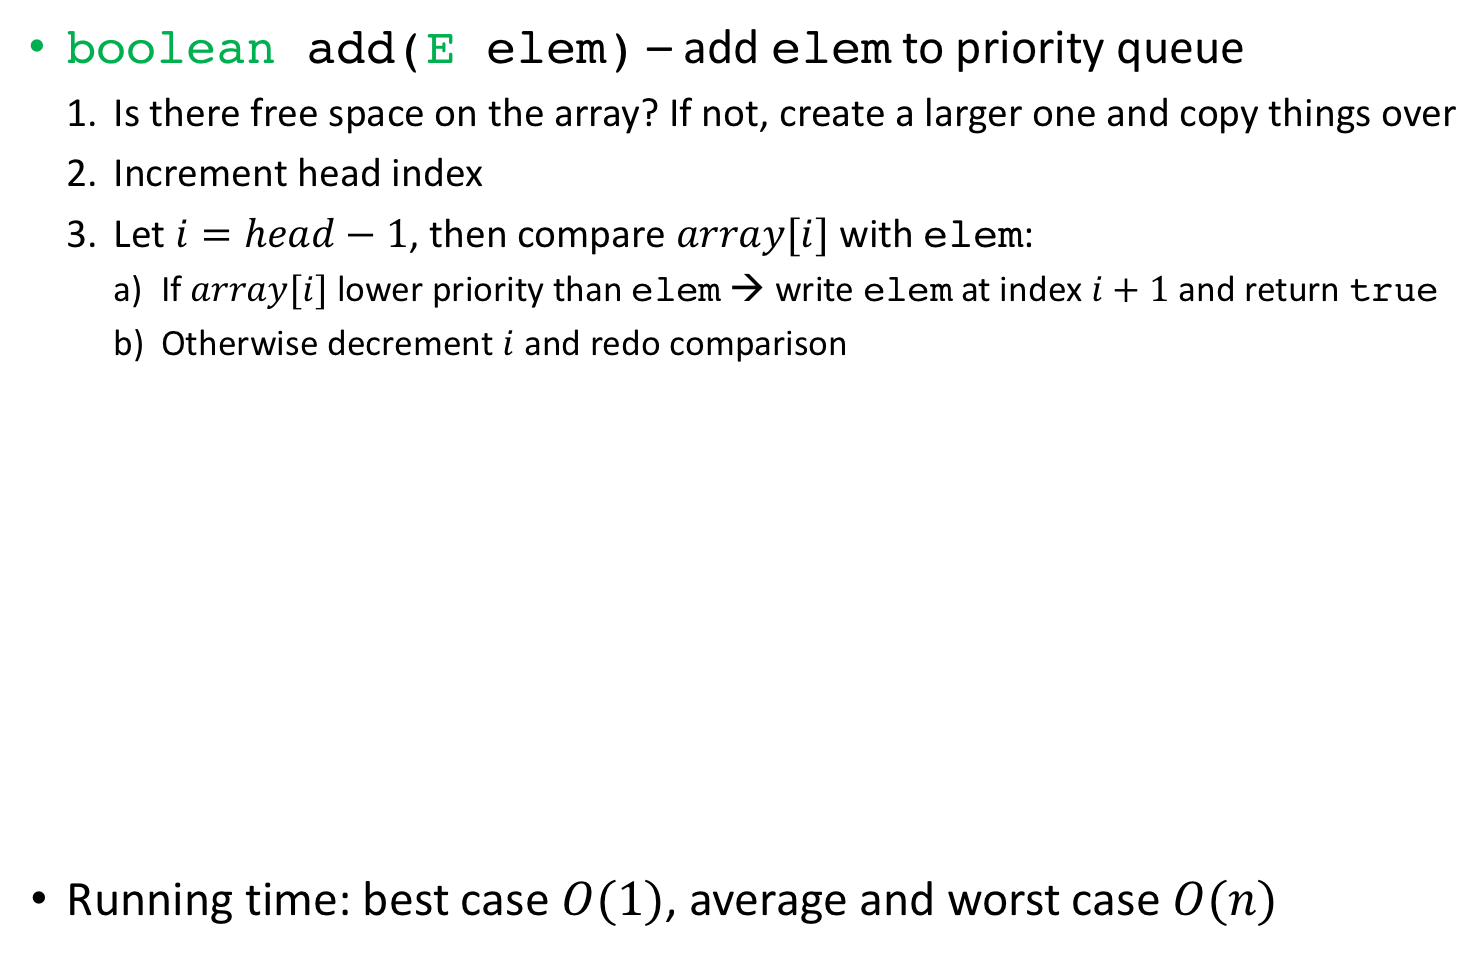 • boolean add(E elem) – add elem to priority queue
1. Is there free space on the array? If not, create a larger one and copy things over
2. Increment head index
3. Let i = head − 1, then compare array[i] with elem:
a) If array[i] lower priority than elem → write elem at index i + 1 and return true
b) Otherwise decrement i and redo comparison
• Running time: best case O(1), average and worst case O(n)